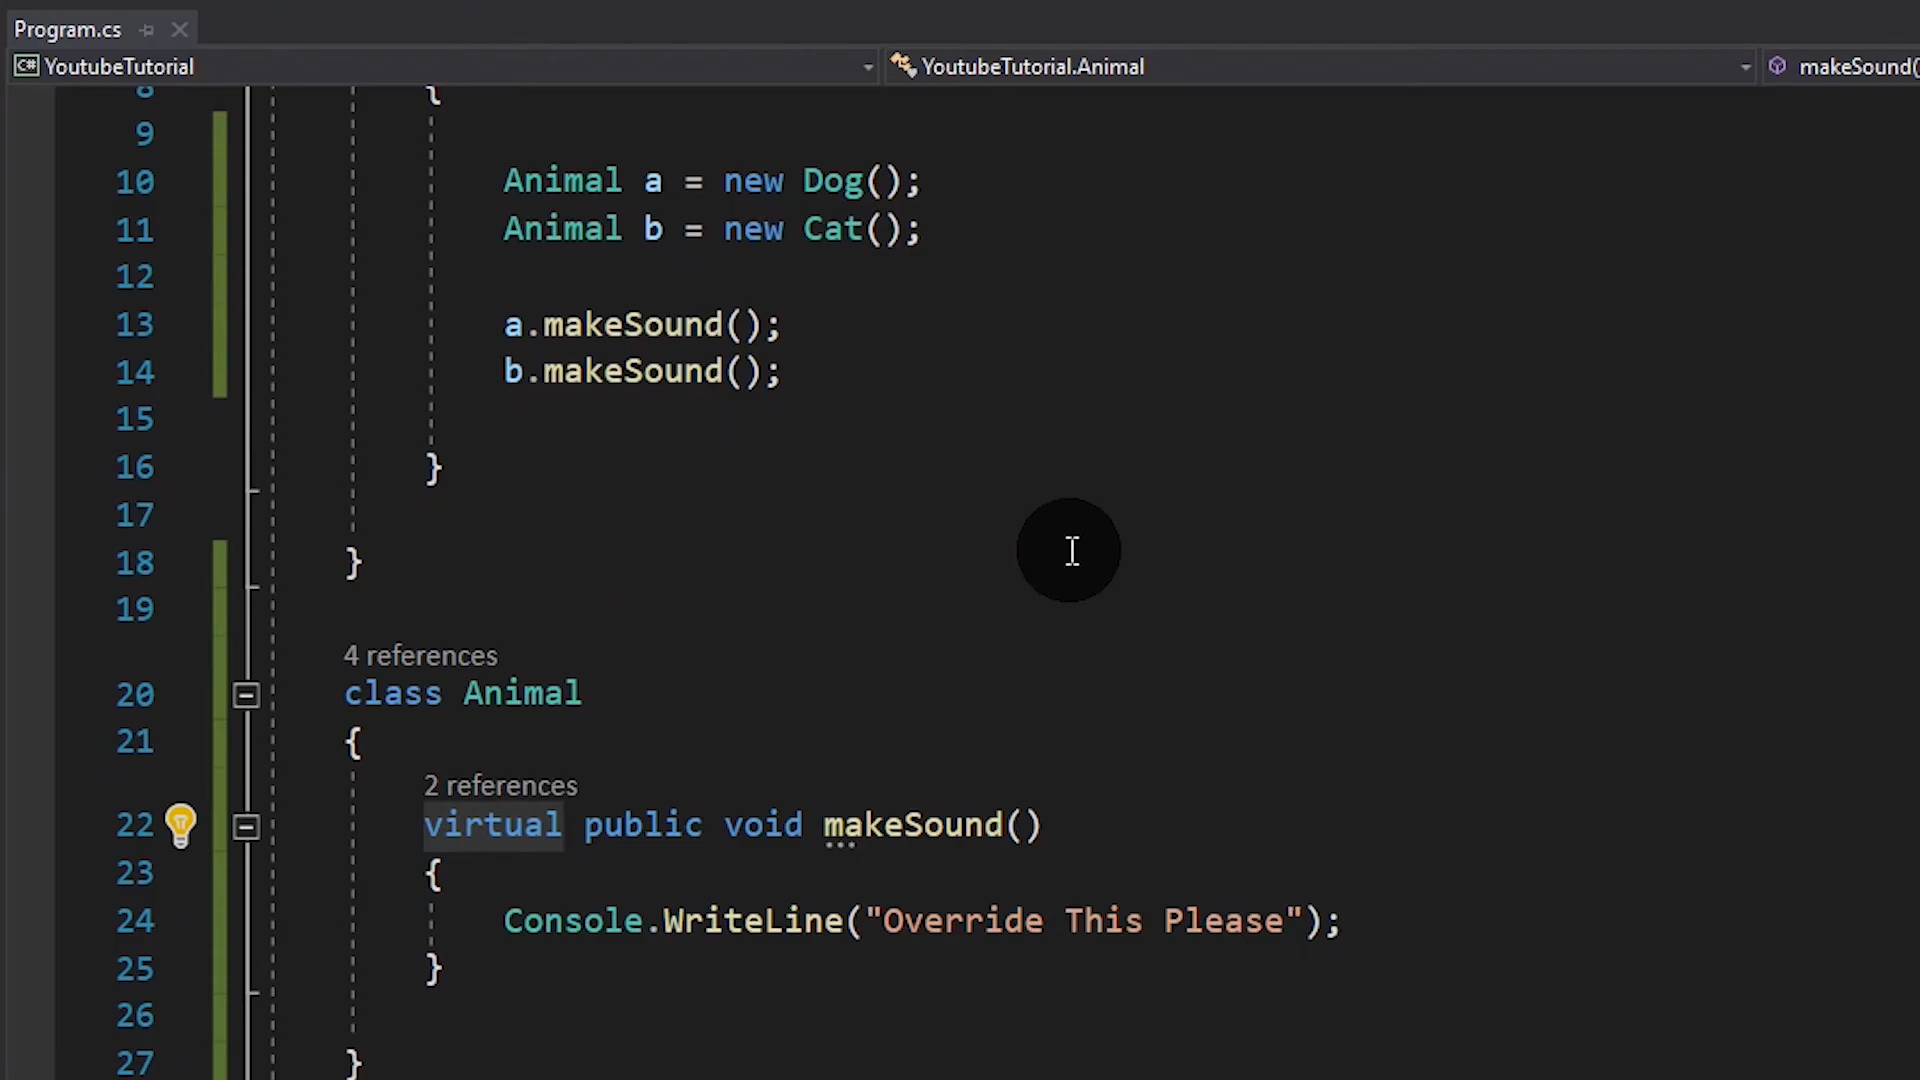 Program.cs
C# YoutubeTutorial
YoutubeTutorial.Animal
makeSound(
8 {
9
10 Animal a = new Dog();
11 Animal b = new Cat();
12
13 a.makeSound();
14 b.makeSound();
15
16 }
17
18 }
19
4 references
20 class Animal
21 {
2 references
22 virtual public void makeSound()
23 {
24 Console.WriteLine("Override This Please");
25 }
26
27 }